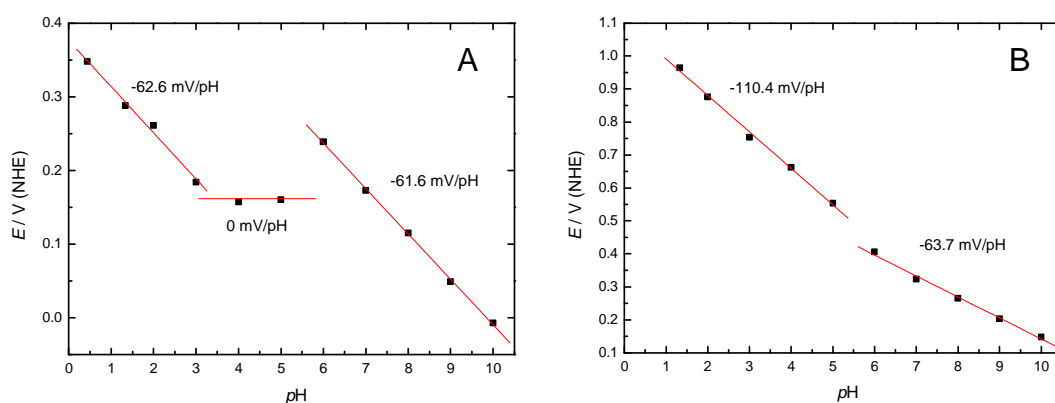 A
0.4
0.3
0.2
0.1
0.0
E / V (NHE)
-62.6 mV/pH
0 mV/pH
-61.6 mV/pH
0 1 2 3 4 5 6 7 8 9 10
pH
B
1.1
1.0
0.9
0.8
0.7
0.6
0.5
0.4
0.3
0.2
0.1
E / V (NHE)
-110.4 mV/pH
-63.7 mV/pH
0 1 2 3 4 5 6 7 8 9 10
pH